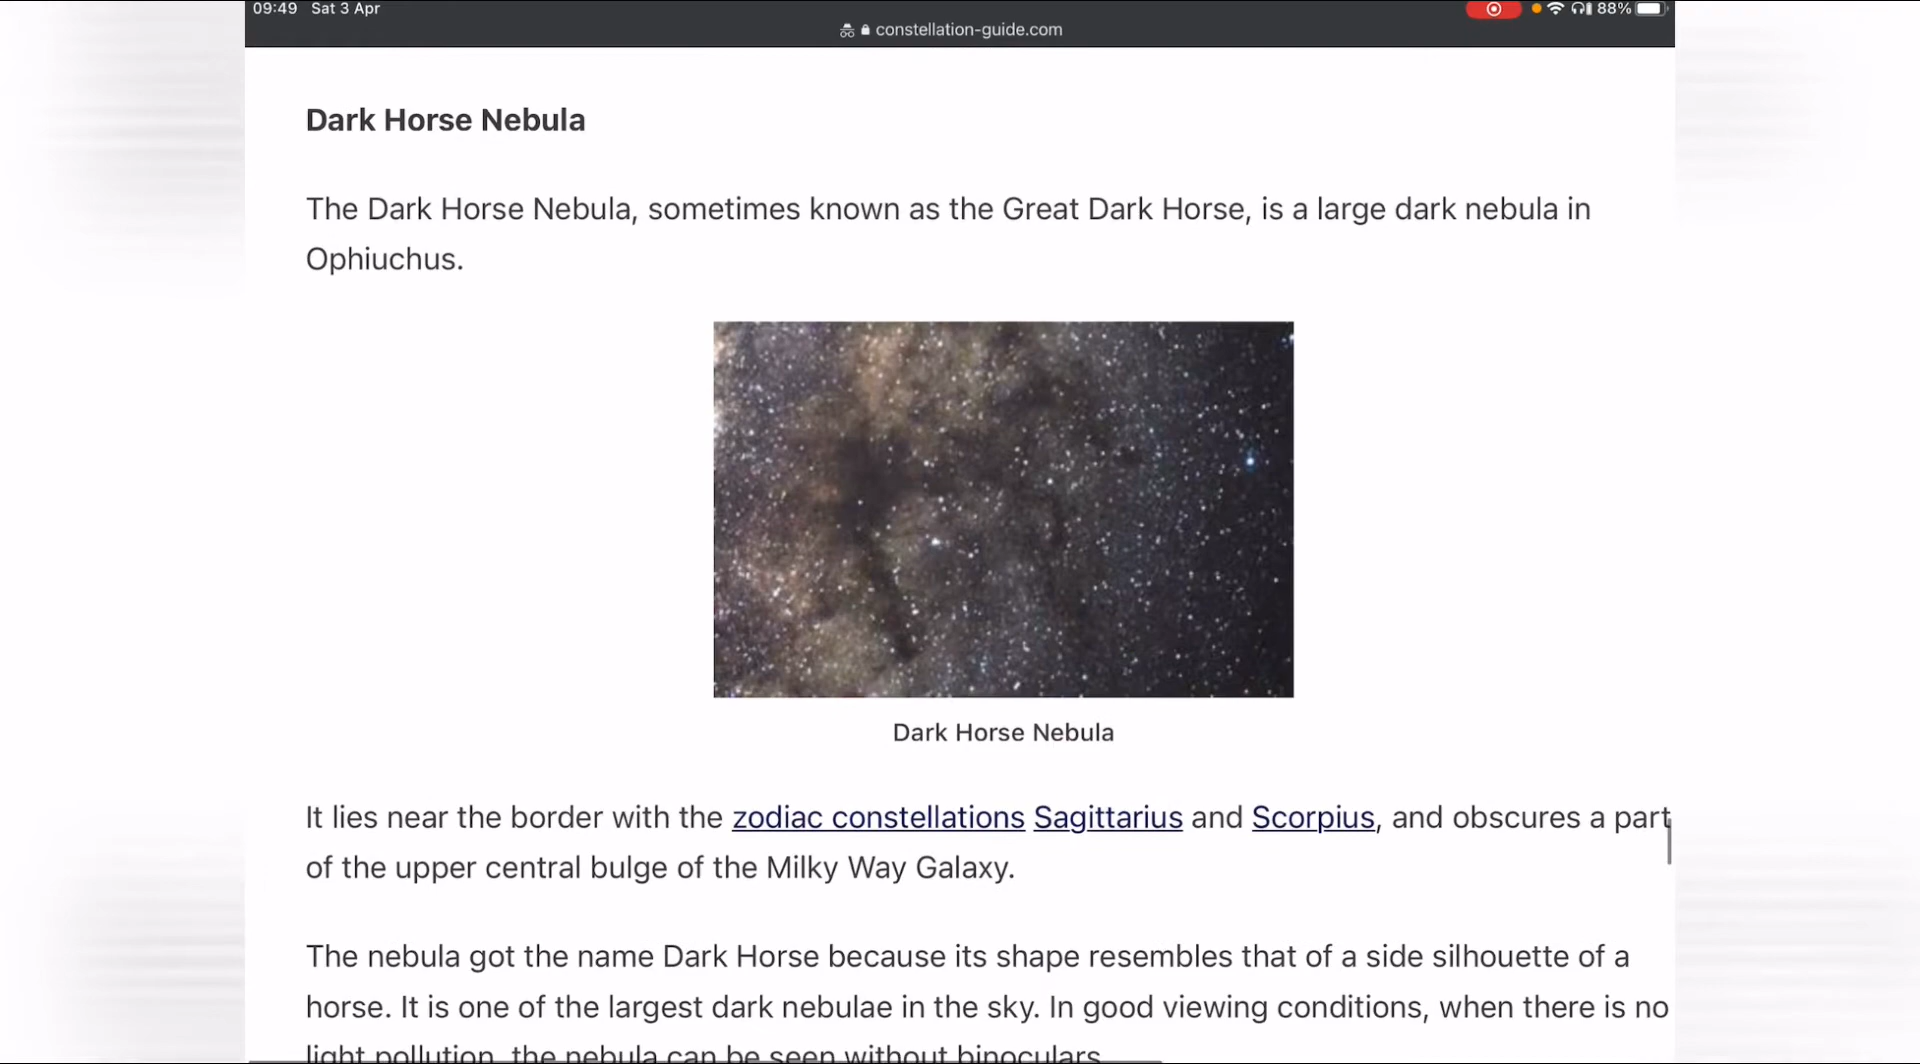 09:49 Sat 3 Apr
88%
constellation-guide.com
Dark Horse Nebula
The Dark Horse Nebula, sometimes known as the Great Dark Horse, is a large dark nebula in
Ophiuchus.
Dark Horse Nebula
It lies near the border with the zodiac constellations Sagittarius and Scorpius, and obscures a part
of the upper central bulge of the Milky Way Galaxy.
The nebula got the name Dark Horse because its shape resembles that of a side silhouette of a
horse. It is one of the largest dark nebulae in the sky. In good viewing conditions, when there is no
light pollution, the nebula can be seen without binoculars.